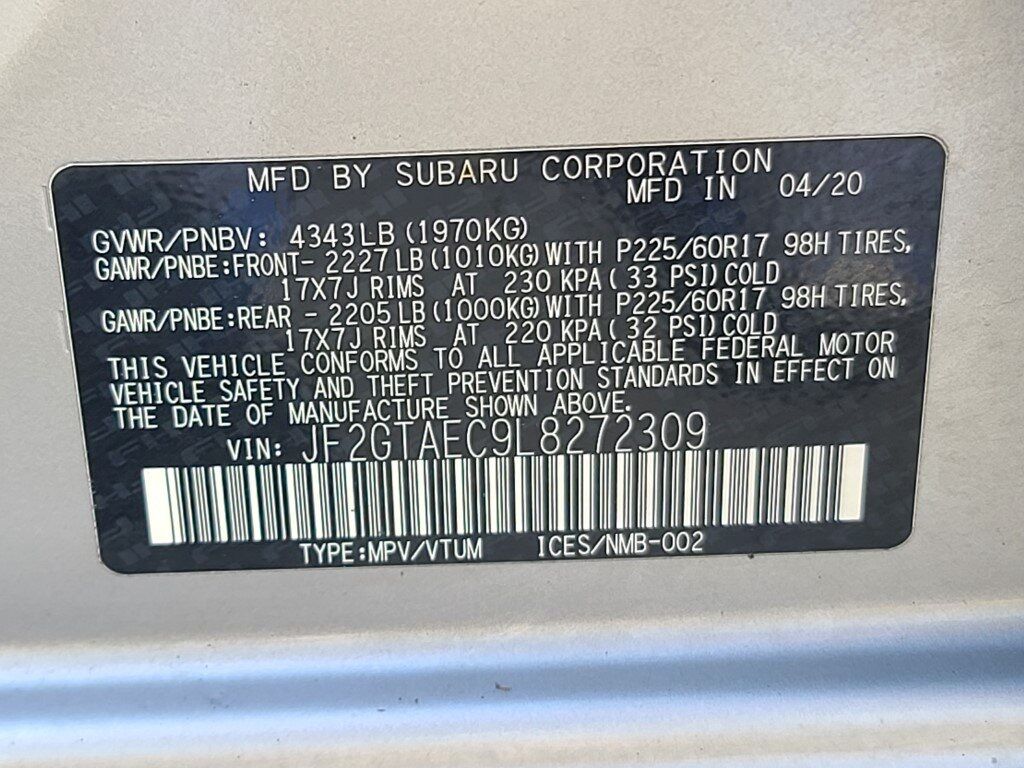 MFD BY SUBARU CORPORATION
MFD IN 04/20
GVWR/PNBV: 4343LB (1970KG)
GAWR/PNBE:FRONT- 2227LB (1010KG)WITH P225/60R17 98H TIRES,
17X7J RIMS AT 230 KPA( 33 PSI)COLD
GAWR/PNBE:REAR - 2205LB (1000KG)WITH P225/60R17 98H TIRES,
17X7J RIMS AT 220 KPA( 32 PSI)COLD
THIS VEHICLE CONFORMS TO ALL APPLICABLE FEDERAL MOTOR
VEHICLE SAFETY AND THEFT PREVENTION STANDARDS IN EFFECT ON
THE DATE OF MANUFACTURE SHOWN ABOVE.
VIN: JF2GTAEC9L8272309
TYPE:MPV/VTUM ICES/NMB-002